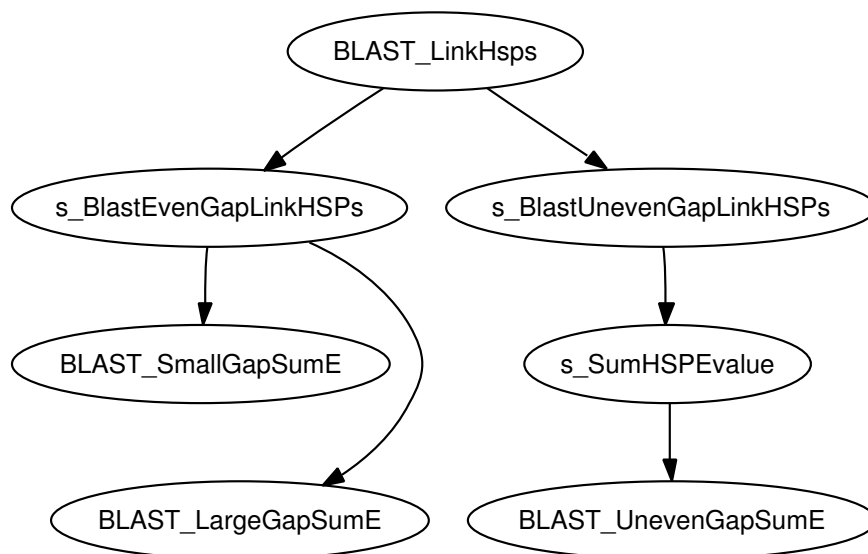 BLAST_LinkHsps
s_BlastEvenGapLinkHSPs
s_BlastUnevenGapLinkHSPs
BLAST_SmallGapSumE
s_SumHSPEvalue
BLAST_LargeGapSumE
BLAST_UnevenGapSumE